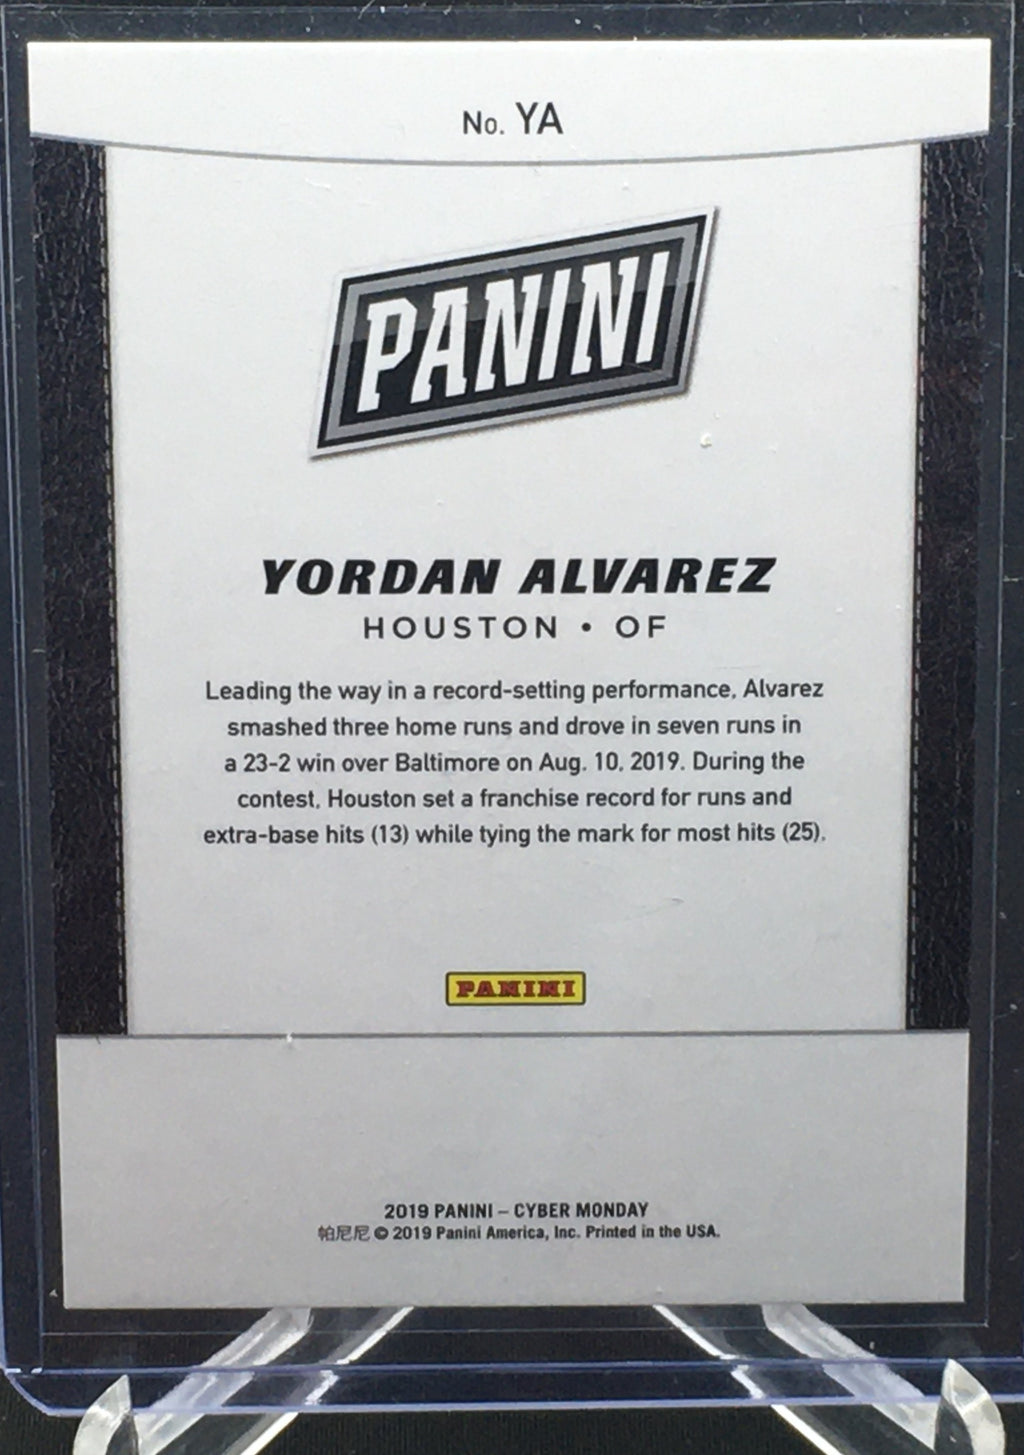 No. YA
PANINI
YORDAN ALVAREZ
HOUSTON • OF
Leading the way in a record-setting performance, Alvarez
smashed three home runs and drove in seven runs in
a 23-2 win over Baltimore on Aug. 10, 2019. During the
contest, Houston set a franchise record for runs and
extra-base hits (13) while tying the mark for most hits (25).
PANINI
2019 PANINI – CYBER MONDAY
帕尼尼 © 2019 Panini America, Inc. Printed in the USA.